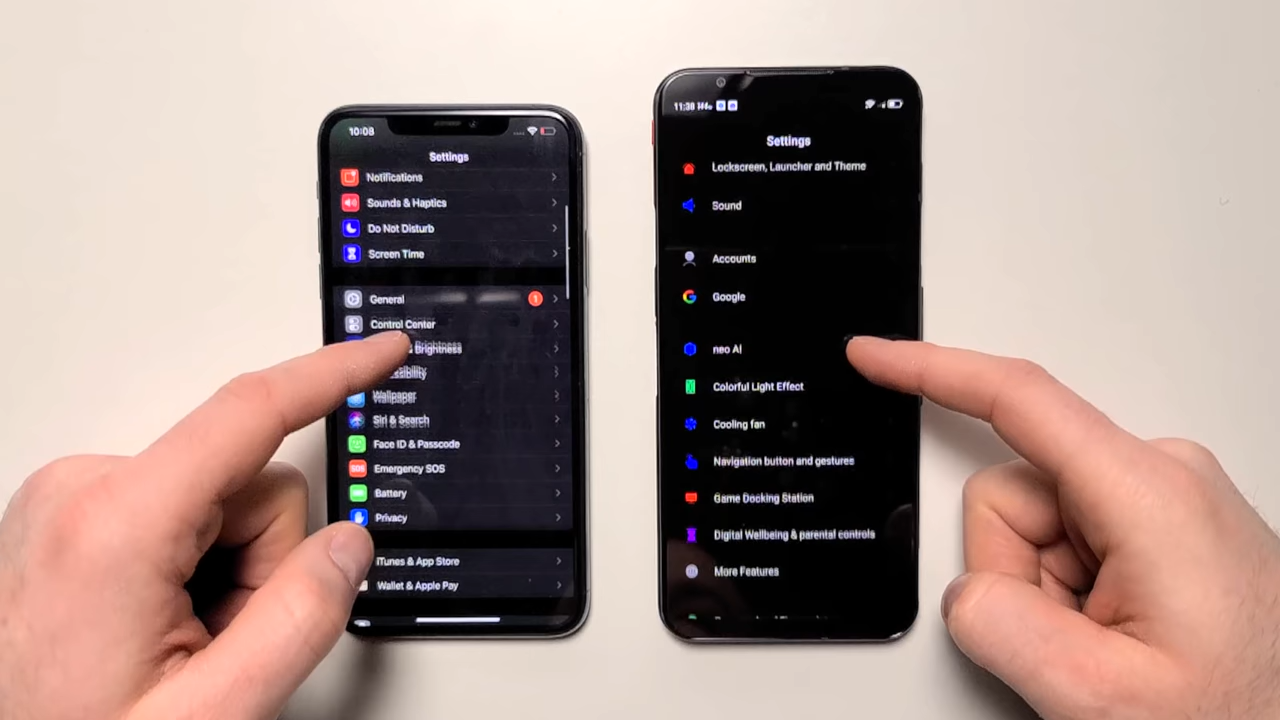 10:08
Settings
Notifications
Sounds & Haptics
Do Not Disturb
Screen Time
General
1
Control Center
Brightness
& Brightness
Wallpaper
Siri & Search
Face ID & Passcode
SOS
Emergency SOS
Battery
Privacy
iTunes & App Store
Wallet & Apple Pay
11:38
Settings
Lockscreen, Launcher and Theme
Sound
Accounts
Google
neo AI
Colorful Light Effect
Cooling fan
Navigation button and gestures
Game Docking Station
Digital Wellbeing & parental controls
More Features